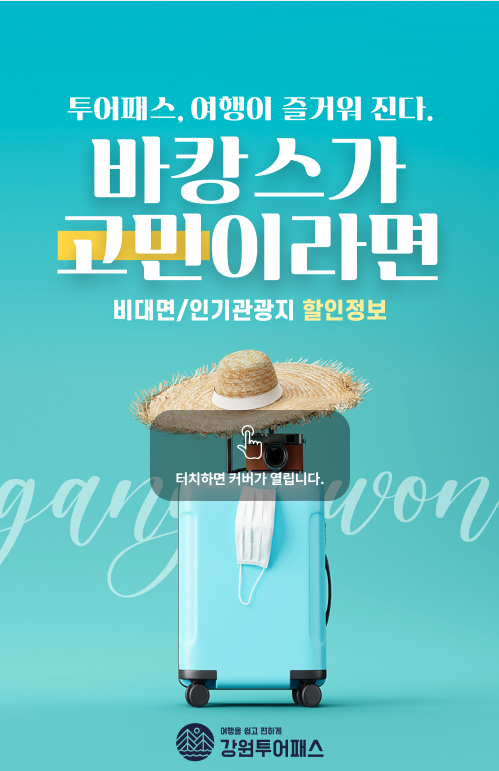 투어패스, 여행이 즐거워 진다.
바캉스가
고민이라면
비대면/인기관광지 할인정보
터치하면 커버가 열립니다.
gang won
여행을 쉽고 편하게
강원투어패스